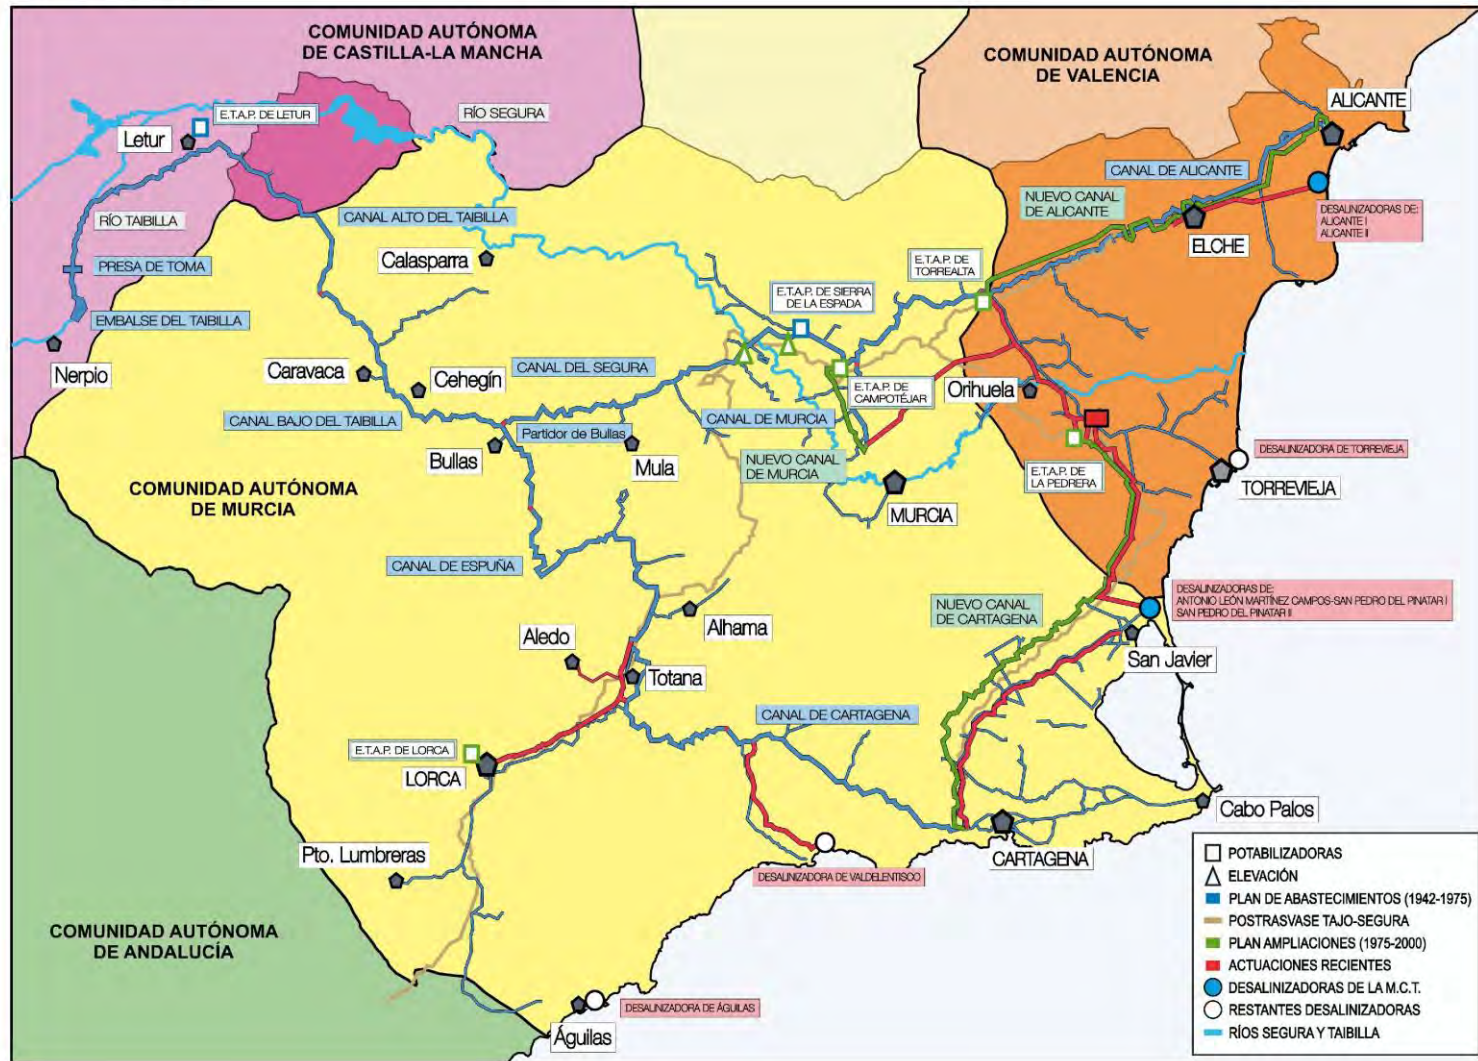 COMUNIDAD AUTÓNOMA
DE CASTILLA-LA MANCHA
COMUNIDAD AUTÓNOMA
DE VALENCIA
ALICANTE
E.T.A.P. DE LETUR
RÍO SEGURA
Letur
CANAL DE ALICANTE
NUEVO CANAL
DE ALICANTE
DESALINIZADORAS DE:
ALICANTE I
ALICANTE II
RÍO TAIBILLA
CANAL ALTO DEL TAIBILLA
ELCHE
Calasparra
E.T.A.P. DE
TORREALTA
PRESA DE TOMA
E.T.A.P. DE SIERRA
DE LA ESPADA
EMBALSE DEL TAIBILLA
Nerpio
Caravaca
Cehegín
CANAL DEL SEGURA
E.T.A.P. DE
CAMPOTÉJAR
Orihuela
CANAL BAJO DEL TAIBILLA
Partidor de Bullas
CANAL DE MURCIA
Bullas
Mula
NUEVO CANAL
DE MURCIA
E.T.A.P. DE
LA PEDRERA
DESALINIZADORA DE TORREVIEJA
TORREVIEJA
COMUNIDAD AUTÓNOMA
DE MURCIA
MURCIA
CANAL DE ESPUÑA
NUEVO CANAL
DE CARTAGENA
DESALINIZADORAS DE:
ANTONIO LEÓN MARTÍNEZ CAMPOS-SAN PEDRO DEL PINATAR I
SAN PEDRO DEL PINATAR II
Alhama
Aledo
San Javier
Totana
CANAL DE CARTAGENA
E.T.A.P. DE LORCA
LORCA
Cabo Palos
Pto. Lumbreras
CARTAGENA
DESALINIZADORA DE VALDELENTISCO
COMUNIDAD AUTÓNOMA
DE ANDALUCÍA
DESALINIZADORA DE ÁGUILAS
Águilas
POTABILIZADORAS
ELEVACIÓN
PLAN DE ABASTECIMIENTOS (1942-1975)
POSTRASVASE TAJO-SEGURA
PLAN AMPLIACIONES (1975-2000)
ACTUACIONES RECIENTES
DESALINIZADORAS DE LA M.C.T.
RESTANTES DESALINIZADORAS
RÍOS SEGURA Y TAIBILLA